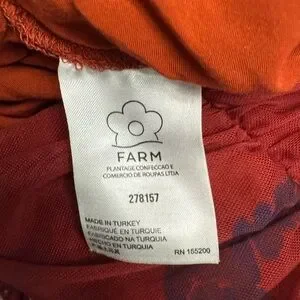 FARM
PLANTAGE CONFECCAO E
COMERCIO DE ROUPAS LTDA
278157
MADE IN TURKEY
FABRIQUÉ EN TURQUIE
FABRICADO NA TURQUIA
HECHO EN TURQUIA
RN 155200